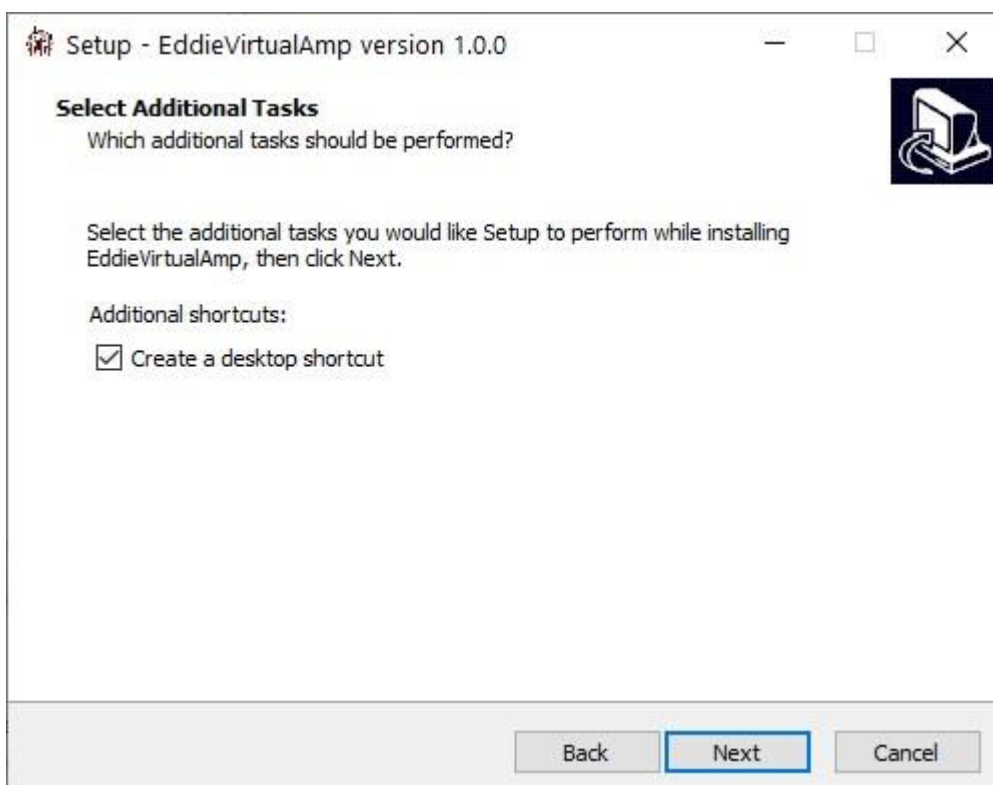 Setup - EddieVirtualAmp version 1.0.0
Select Additional Tasks
Which additional tasks should be performed?
Select the additional tasks you would like Setup to perform while installing
EddieVirtualAmp, then click Next.
Additional shortcuts:
Create a desktop shortcut
Back
Next
Cancel